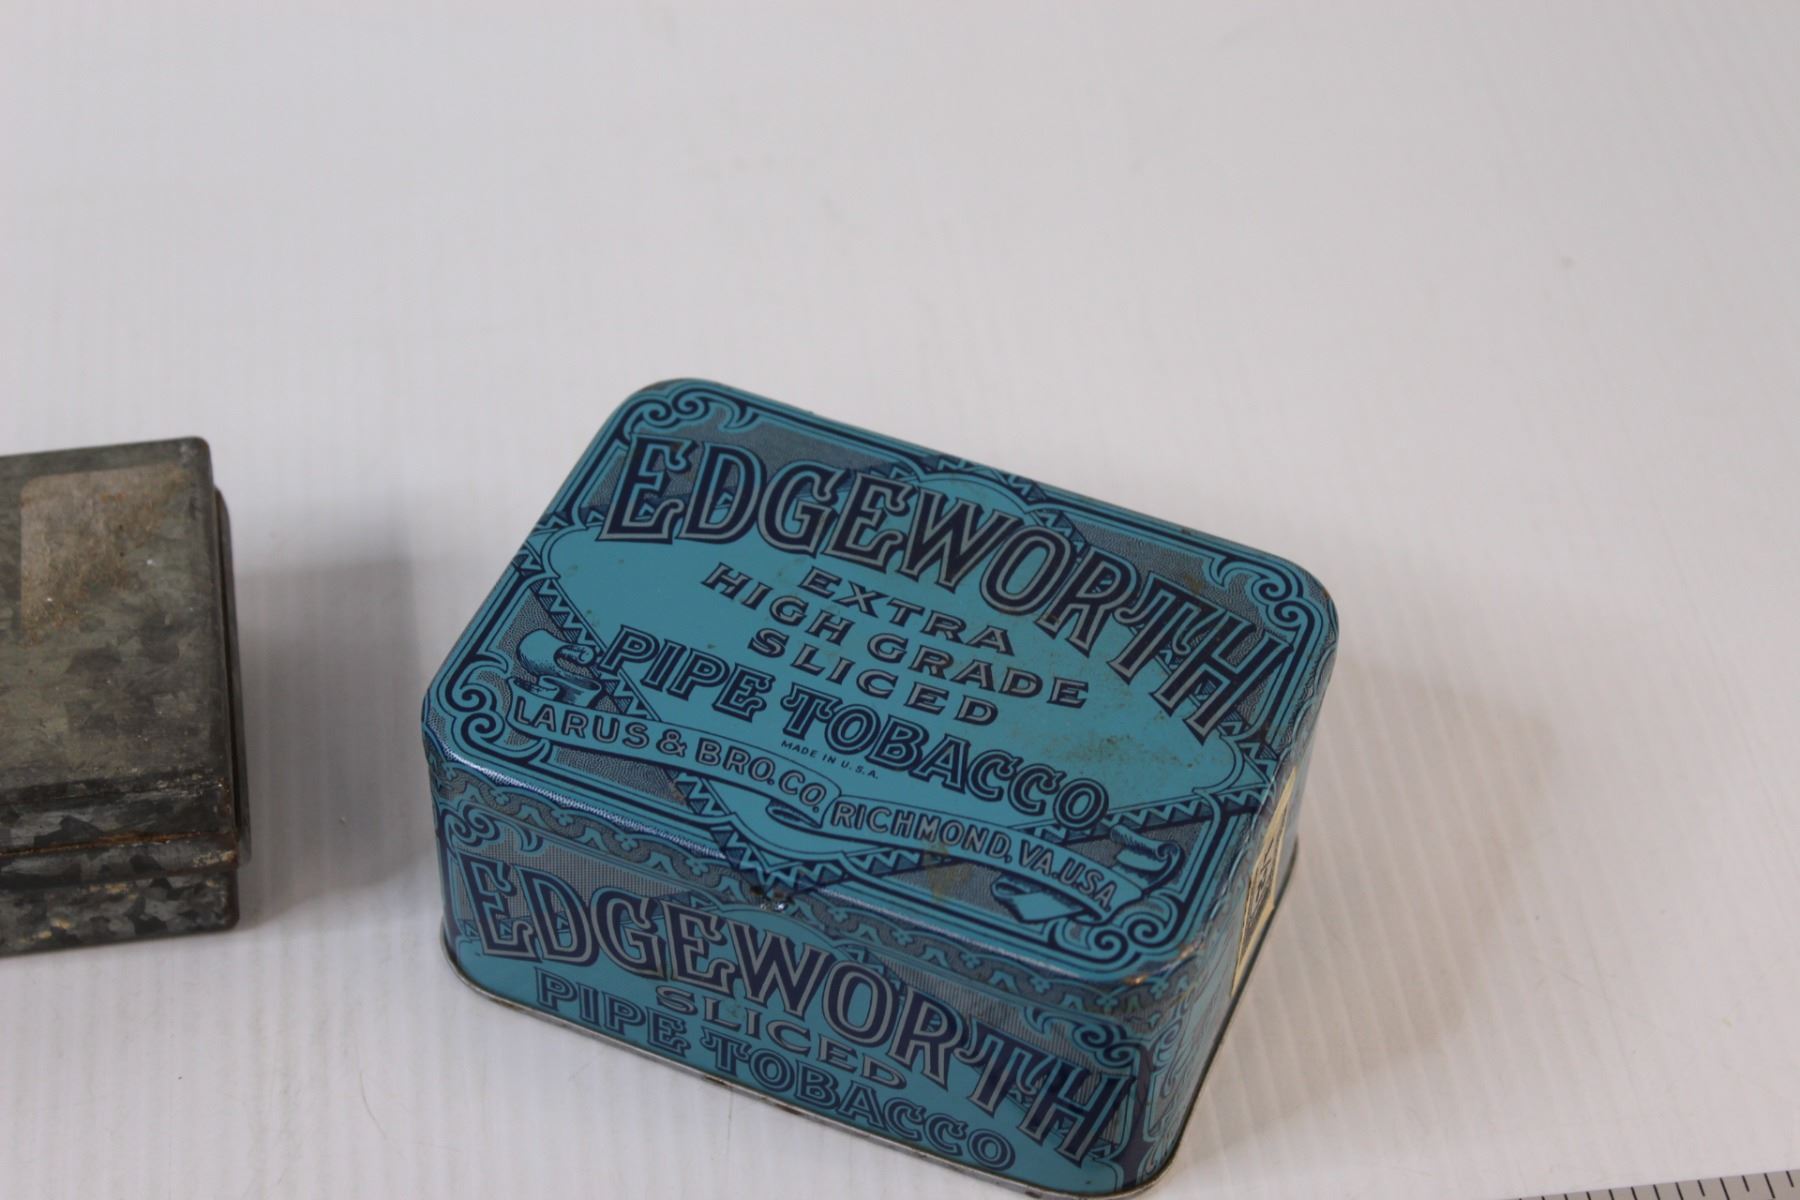 EDGEWORTH
EXTRA
HIGH GRADE
SLICED
PIPE TOBACCO
MADE IN U.S.A.
LARUS & BRO. CO. RICHMOND, VA. U.S.A.
EDGEWORTH
SLICED
PIPE TOBACCO